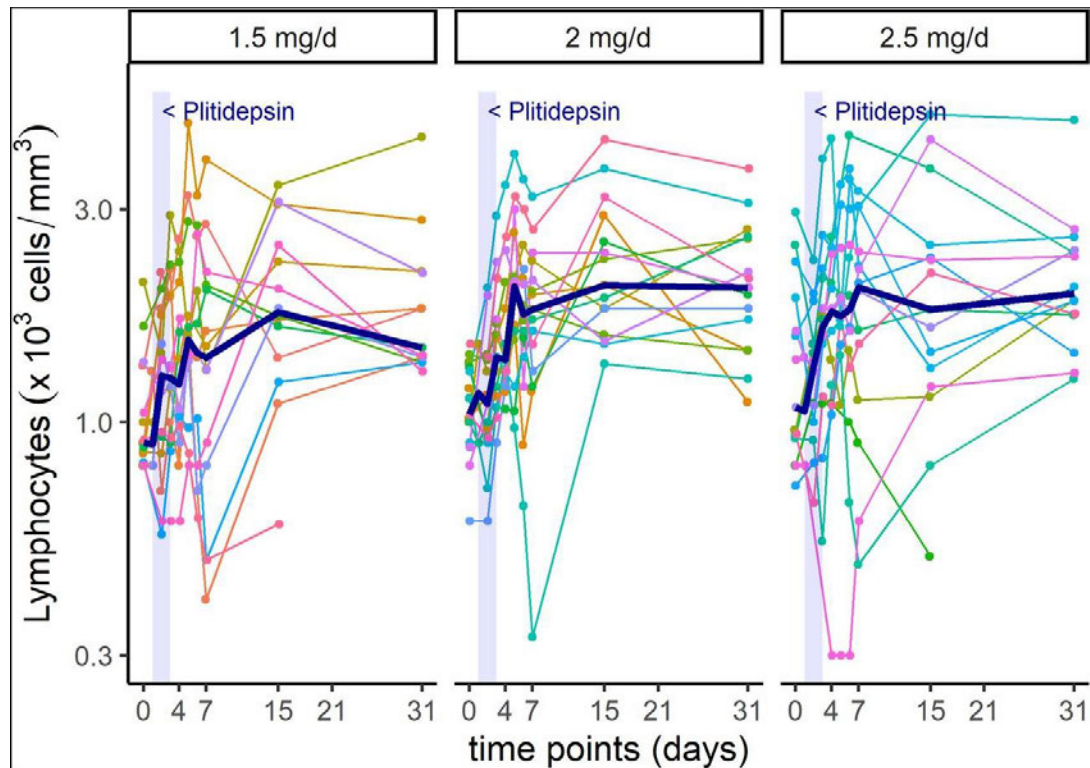 1.5 mg/d 2 mg/d 2.5 mg/d
< Plitidepsin < Plitidepsin < Plitidepsin
Lymphocytes (x 10³ cells/mm³)
3.0
1.0
0.3
0 4 7 15 21 31 0 4 7 15 21 31 0 4 7 15 21 31
time points (days)